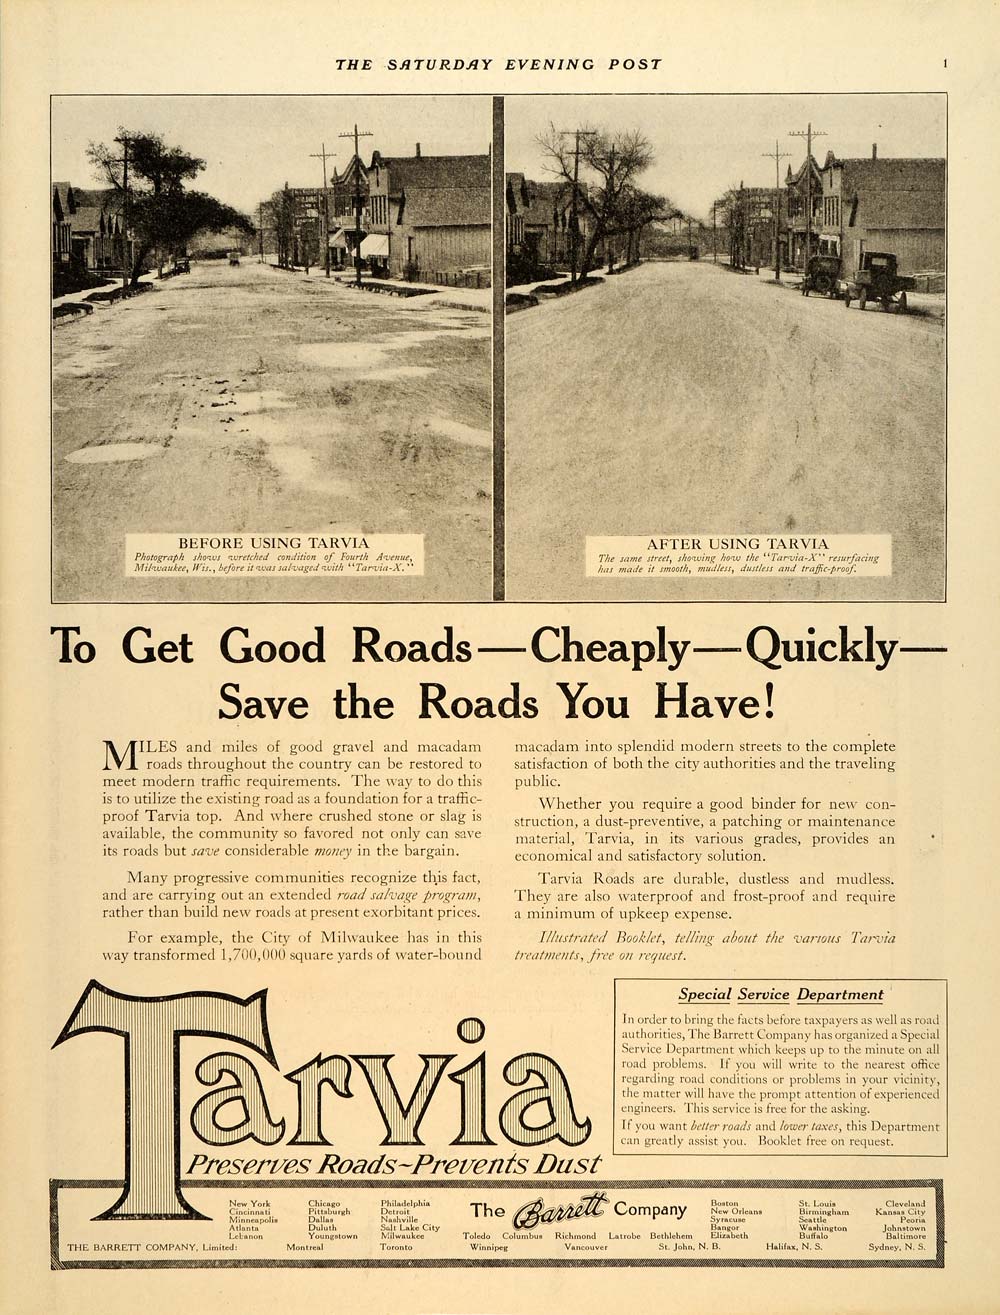 THE SATURDAY EVENING POST
1
BEFORE USING TARVIA
Photograph shows wretched condition of Fourth Avenue,
Milwaukee, Wis., before it was salvaged with "Tarvia-X."
AFTER USING TARVIA
The same street, showing how the "Tarvia-X" resurfacing
has made it smooth, mudless, dustless and traffic-proof.
To Get Good Roads—Cheaply—Quickly—
Save the Roads You Have!
MILES and miles of good gravel and macadam
roads throughout the country can be restored to
meet modern traffic requirements. The way to do this
is to utilize the existing road as a foundation for a traffic-
proof Tarvia top. And where crushed stone or slag is
available, the community so favored not only can save
its roads but save considerable money in the bargain.
Many progressive communities recognize this fact,
and are carrying out an extended road salvage program,
rather than build new roads at present exorbitant prices.
For example, the City of Milwaukee has in this
way transformed 1,700,000 square yards of water-bound
macadam into splendid modern streets to the complete
satisfaction of both the city authorities and the traveling
public.
Whether you require a good binder for new con-
struction, a dust-preventive, a patching or maintenance
material, Tarvia, in its various grades, provides an
economical and satisfactory solution.
Tarvia Roads are durable, dustless and mudless.
They are also waterproof and frost-proof and require
a minimum of upkeep expense.
Illustrated Booklet, telling about the various Tarvia
treatments, free on request.
Tarvia
Preserves Roads~Prevents Dust
Special Service Department
In order to bring the facts before taxpayers as well as road
authorities, The Barrett Company has organized a Special
Service Department which keeps up to the minute on all
road problems. If you will write to the nearest office
regarding road conditions or problems in your vicinity,
the matter will have the prompt attention of experienced
engineers. This service is free for the asking.
If you want better roads and lower taxes, this Department
can greatly assist you. Booklet free on request.
New York Chicago Philadelphia
Cincinnati Pittsburgh Detroit
Minneapolis Dallas Nashville
Atlanta Duluth Salt Lake City
Lebanon Youngstown Milwaukee
The Barrett Company
Toledo Columbus Richmond Latrobe Bethlehem
Boston St. Louis Cleveland
New Orleans Birmingham Kansas City
Syracuse Seattle Peoria
Bangor Washington Johnstown
Elizabeth Buffalo Baltimore
THE BARRETT COMPANY, Limited: Montreal Toronto Winnipeg Vancouver St. John, N. B. Halifax, N. S. Sydney, N. S.